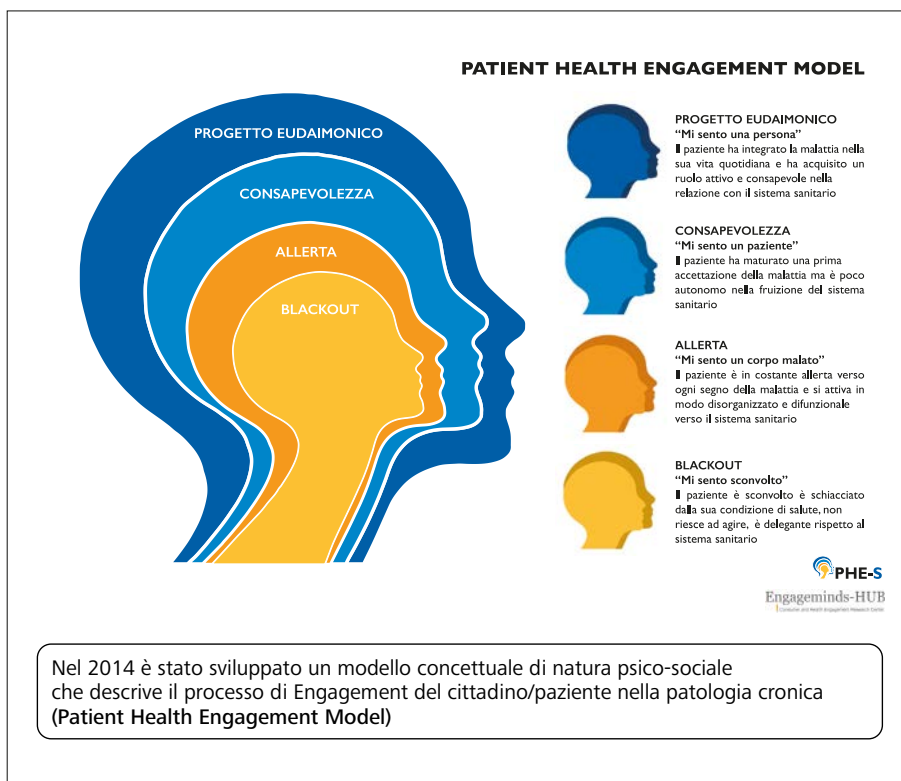 PATIENT HEALTH ENGAGEMENT MODEL
PROGETTO EUDAIMONICO
CONSAPEVOLEZZA
ALLERTA
BLACKOUT
PROGETTO EUDAIMONICO
“Mi sento una persona”
Il paziente ha integrato la malattia nella
sua vita quotidiana e ha acquisito un
ruolo attivo e consapevole nella
relazione con il sistema sanitario
CONSAPEVOLEZZA
“Mi sento un paziente”
Il paziente ha maturato una prima
accettazione della malattia ma è poco
autonomo nella fruizione del sistema
sanitario
ALLERTA
“Mi sento un corpo malato”
Il paziente è in costante allerta verso
ogni segno della malattia e si attiva in
modo disorganizzato e difunzionale
verso il sistema sanitario
BLACKOUT
“Mi sento sconvolto”
Il paziente è sconvolto è schiacciato
dalla sua condizione di salute, non
riesce ad agire, è delegante rispetto al
sistema sanitario
PHE-S
Engageminds-HUB
Consumer and Health Engagement Research Center
Nel 2014 è stato sviluppato un modello concettuale di natura psico-sociale
che descrive il processo di Engagement del cittadino/paziente nella patologia cronica
(Patient Health Engagement Model)